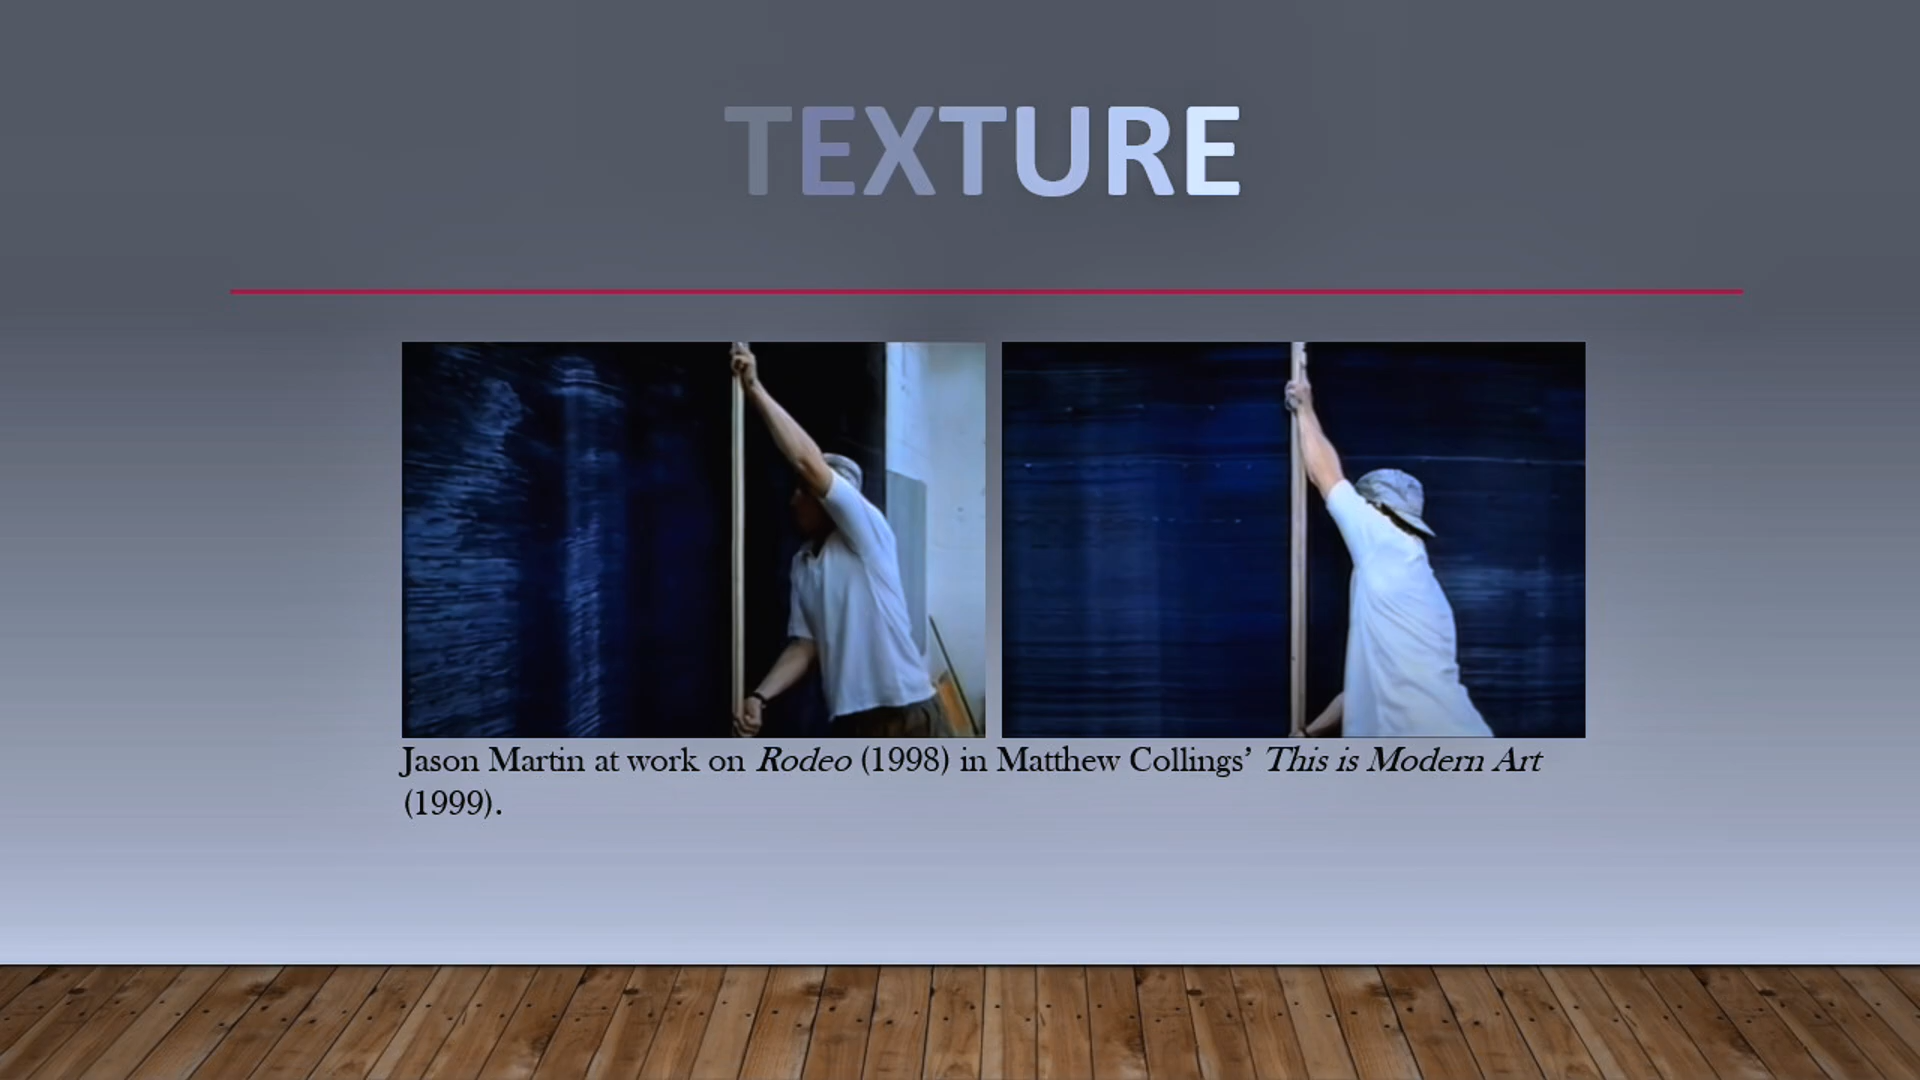 TEXTURE
Jason Martin at work on Rodeo (1998) in Matthew Collings’ This is Modern Art
(1999).